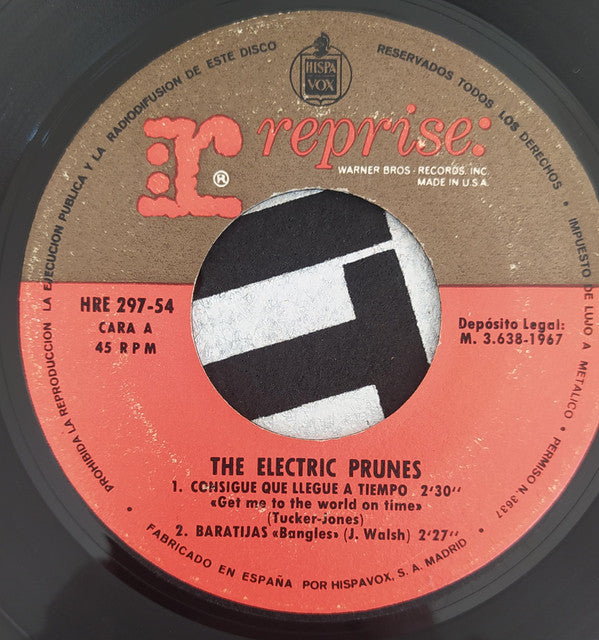 HISPA
VOX
PROHIBIDA LA REPRODUCCION LA EJECUCION PUBLICA Y LA RADIODIFUSION DE ESTE DISCO
RESERVADOS TODOS LOS DERECHOS
IMPUESTO DE LUJO A METALICO • PERMISO N. 3637
r ® reprise:
WARNER BROS - RECORDS, INC.
MADE IN U.S.A.
HRE 297-54
CARA A
45 RPM
Depósito Legal:
M. 3.638-1967
THE ELECTRIC PRUNES
1. CONSIGUE QUE LLEGUE A TIEMPO 2'30''
«Get me to the world on time»
(Tucker-Jones)
2. BARATIJAS «Bangles» (J. Walsh) 2'27''
FABRICADO EN ESPAÑA POR HISPAVOX, S. A. MADRID